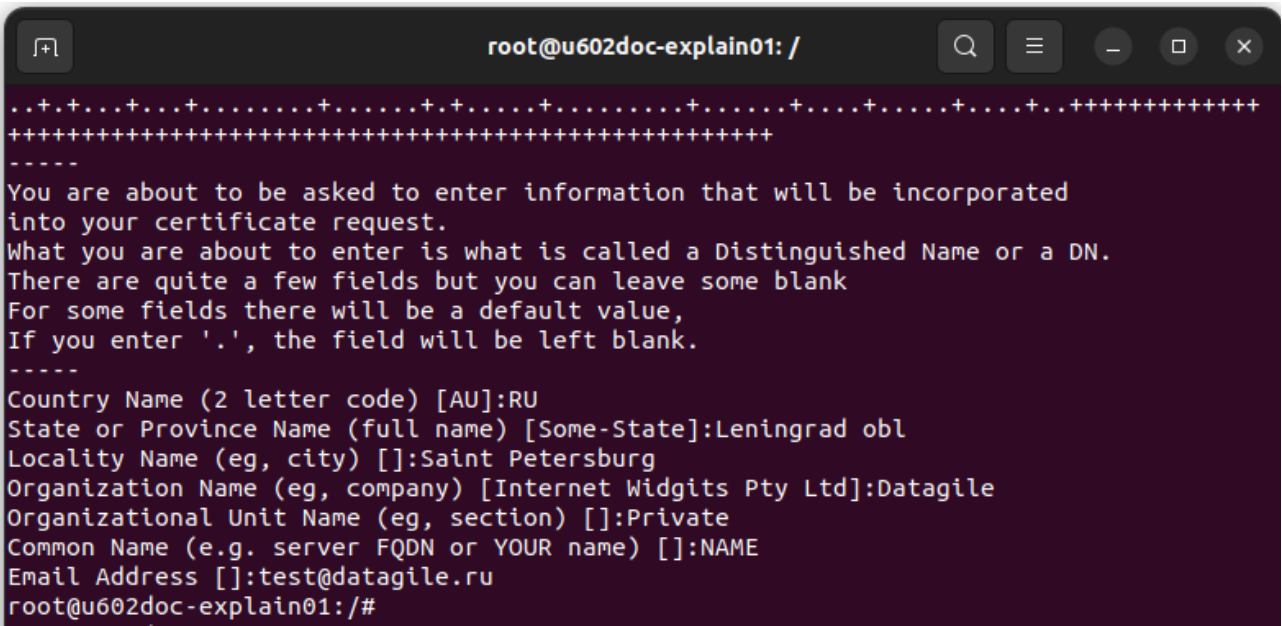 root@u602doc-explain01: /
..+.+...+...+........+......+.+.....+.........+......+....+.....+....+..+++++++++++++
++++++++++++++++++++++++++++++++++++++++++++++++++++
-----
You are about to be asked to enter information that will be incorporated
into your certificate request.
What you are about to enter is what is called a Distinguished Name or a DN.
There are quite a few fields but you can leave some blank
For some fields there will be a default value,
If you enter '.', the field will be left blank.
-----
Country Name (2 letter code) [AU]:RU
State or Province Name (full name) [Some-State]:Leningrad obl
Locality Name (eg, city) []:Saint Petersburg
Organization Name (eg, company) [Internet Widgits Pty Ltd]:Datagile
Organizational Unit Name (eg, section) []:Private
Common Name (e.g. server FQDN or YOUR name) []:NAME
Email Address []:test@datagile.ru
root@u602doc-explain01:/#